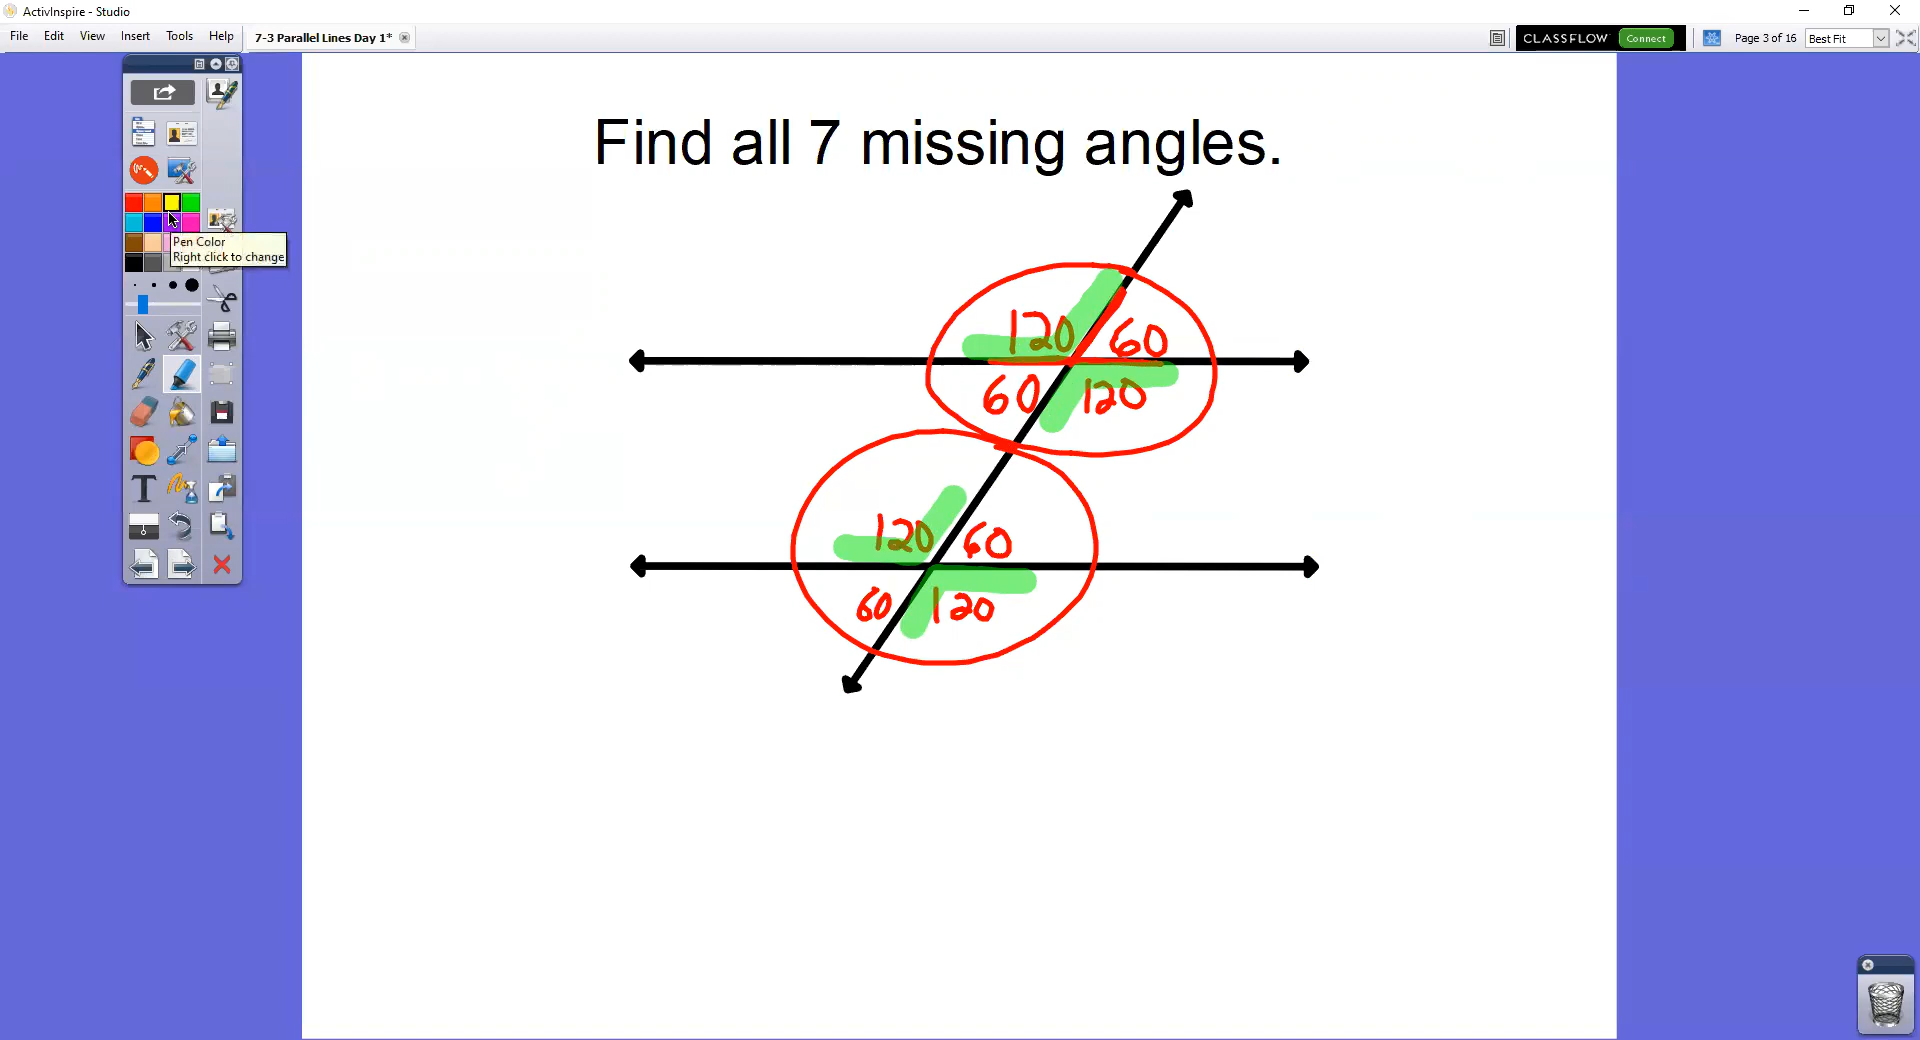 ActivInspire - Studio
File Edit View Insert Tools Help 7-3 Parallel Lines Day 1* CLASSFLOW Connect Page 3 of 16 Best Fit
Find all 7 missing angles.
Pen Color
Right click to change
120 60
60 120
120 60
60 120
T